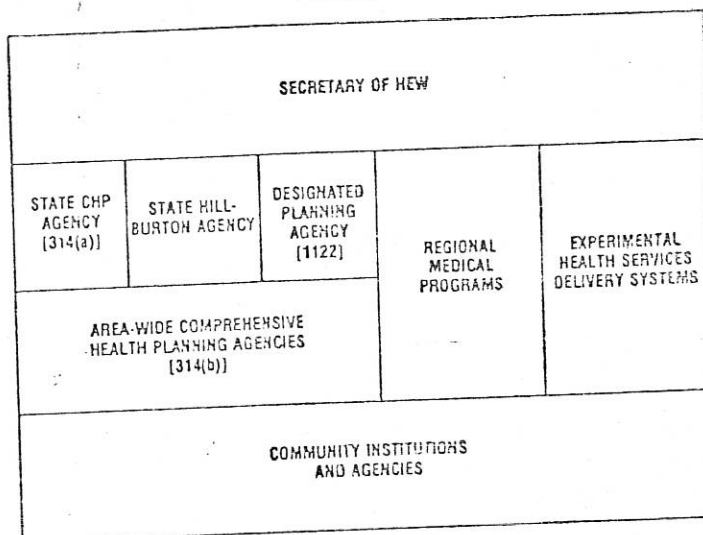 SECRETARY OF HEW
STATE CHP
AGENCY
[314(a)]
STATE HILL-
BURTON AGENCY
DESIGNATED
PLANNING
AGENCY
[1122]
REGIONAL
MEDICAL
PROGRAMS
EXPERIMENTAL
HEALTH SERVICES
DELIVERY SYSTEMS
AREA-WIDE COMPREHENSIVE
HEALTH PLANNING AGENCIES
[314(b)]
COMMUNITY INSTITUTIONS
AND AGENCIES